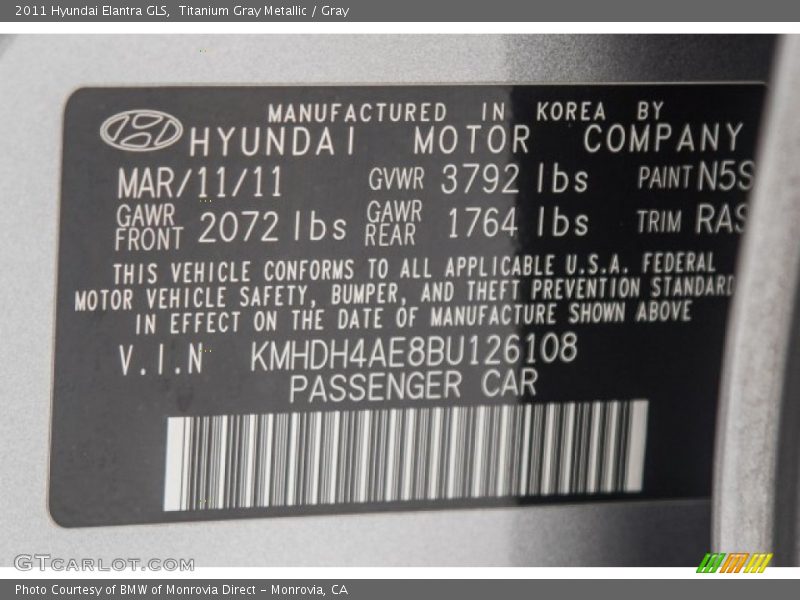 2011 Hyundai Elantra GLS,  Titanium Gray Metallic / Gray
MANUFACTURED IN KOREA BY
HYUNDAI MOTOR COMPANY
MAR/11/11 GVWR 3792 lbs PAINT N5S
GAWR FRONT 2072 lbs GAWR REAR 1764 lbs TRIM RAS
THIS VEHICLE CONFORMS TO ALL APPLICABLE U.S.A. FEDERAL
MOTOR VEHICLE SAFETY, BUMPER, AND THEFT PREVENTION STANDARD
IN EFFECT ON THE DATE OF MANUFACTURE SHOWN ABOVE
V.I.N KMHDH4AE8BU126108
PASSENGER CAR
GTcarlot.com
Photo Courtesy of BMW of Monrovia Direct - Monrovia, CA